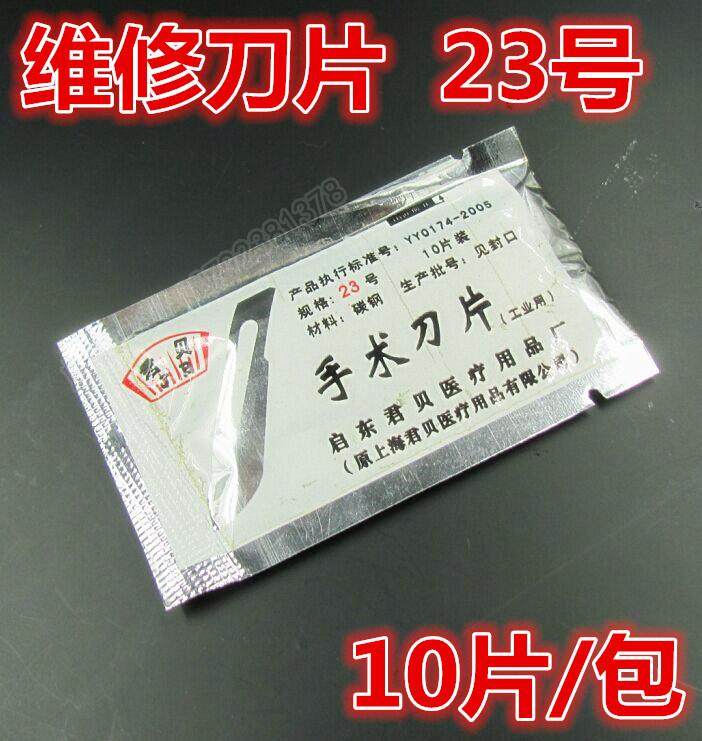 维修刀片 23号
产品执行标准号：YY0174-2005
规格：23号
10片装
材料：碳钢
生产批号：见封口
手术刀片（工业用）
启东君贝医疗用品厂
（原上海君贝医疗用品有限公司）
君贝
10片/包